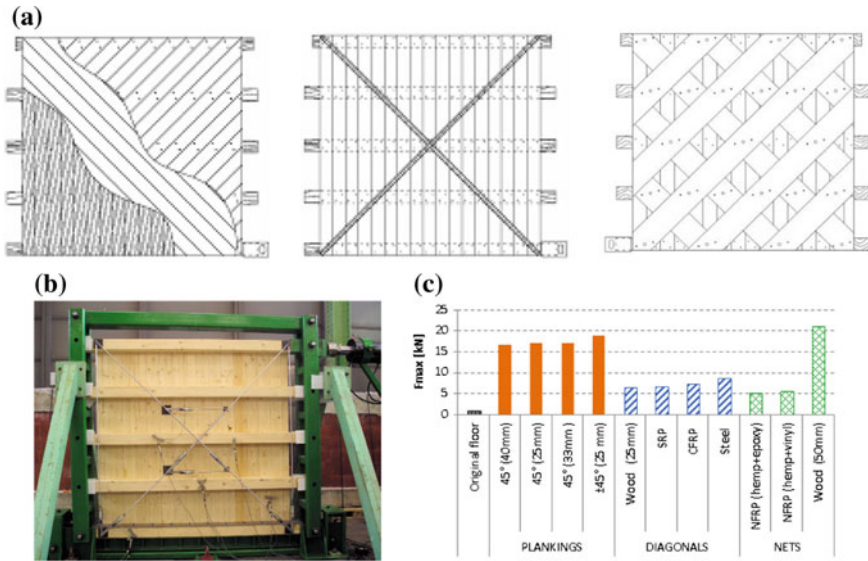 (a)
(b)
(c)
Fmax [kN]
25
20
15
10
5
0
Original floor
45° (40mm)
45° (25mm)
45° (33mm)
±45° (25 mm)
Wood (25mm)
SRP
CFRP
Steel
NFRP (hemp+epoxy)
NFRP (hemp+vinyl)
Wood (50mm)
PLANKINGS
DIAGONALS
NETS